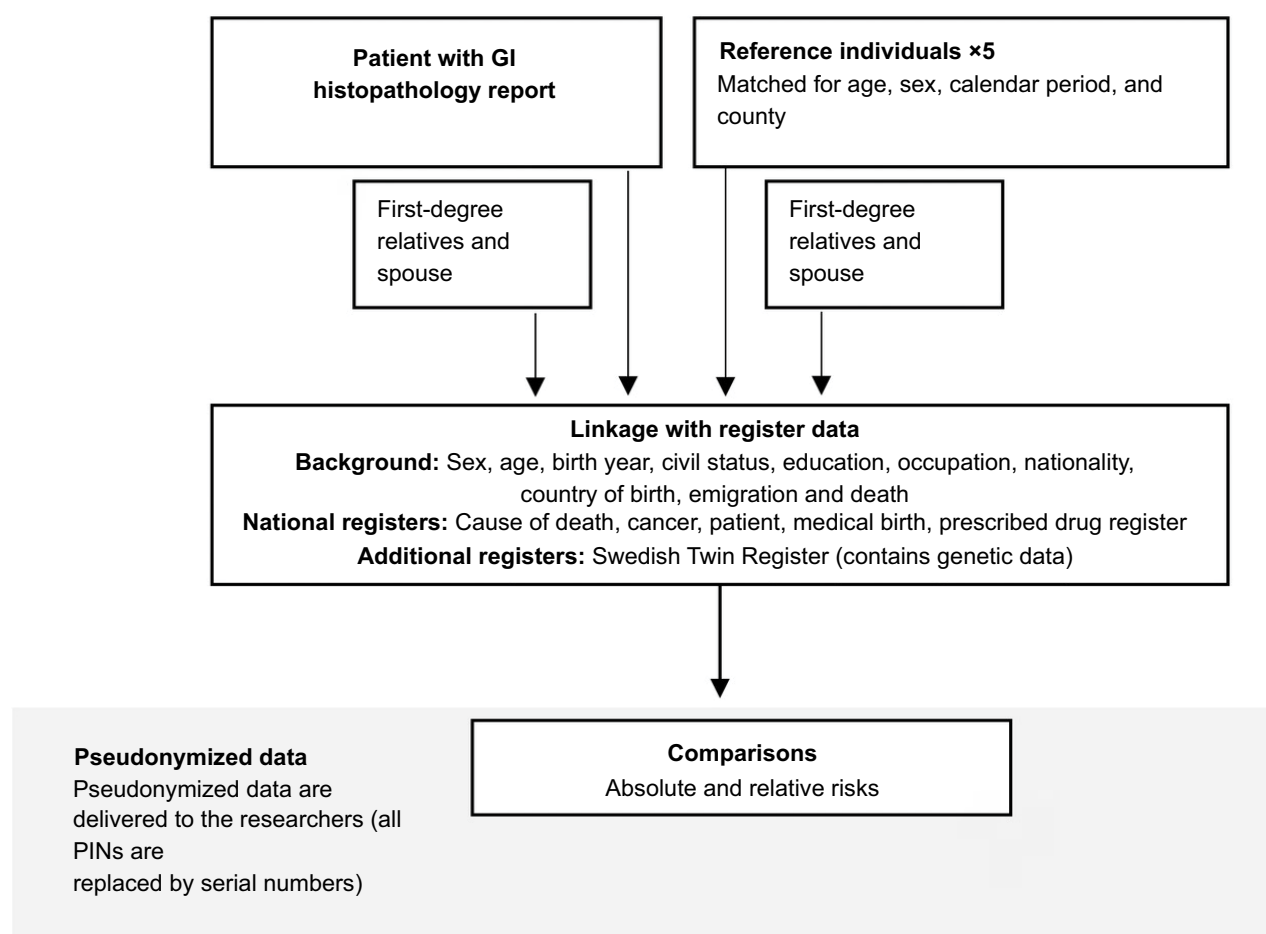 Patient with GI
histopathology report
Reference individuals ×5
Matched for age, sex, calendar period, and
county
First-degree
relatives and
spouse
First-degree
relatives and
spouse
Linkage with register data
Background: Sex, age, birth year, civil status, education, occupation, nationality,
country of birth, emigration and death
National registers: Cause of death, cancer, patient, medical birth, prescribed drug register
Additional registers: Swedish Twin Register (contains genetic data)
Pseudonymized data
Pseudonymized data are
delivered to the researchers (all
PINs are
replaced by serial numbers)
Comparisons
Absolute and relative risks